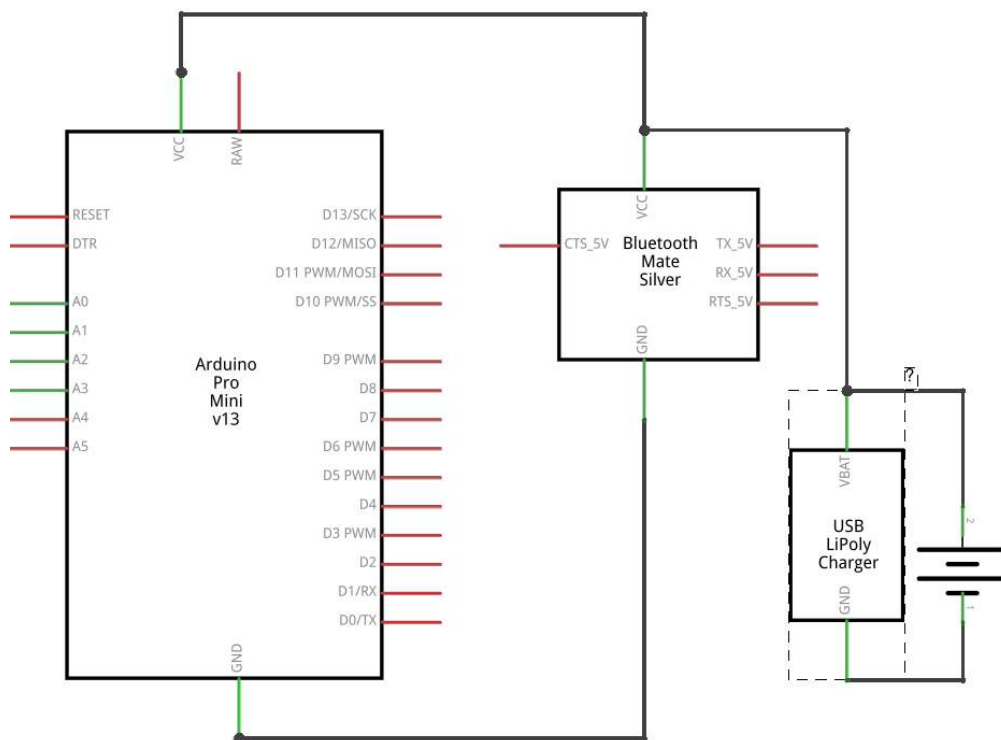 VCC
RAW
RESET
DTR
A0
A1
A2
A3
A4
A5
Arduino
Pro
Mini
v13
D13/SCK
D12/MISO
D11 PWM/MOSI
D10 PWM/SS
D9 PWM
D8
D7
D6 PWM
D5 PWM
D4
D3 PWM
D2
D1/RX
D0/TX
GND
VCC
CTS_5V
Bluetooth
Mate
Silver
TX_5V
RX_5V
RTS_5V
GND
?
VBAT
USB
LiPoly
Charger
GND
2
1